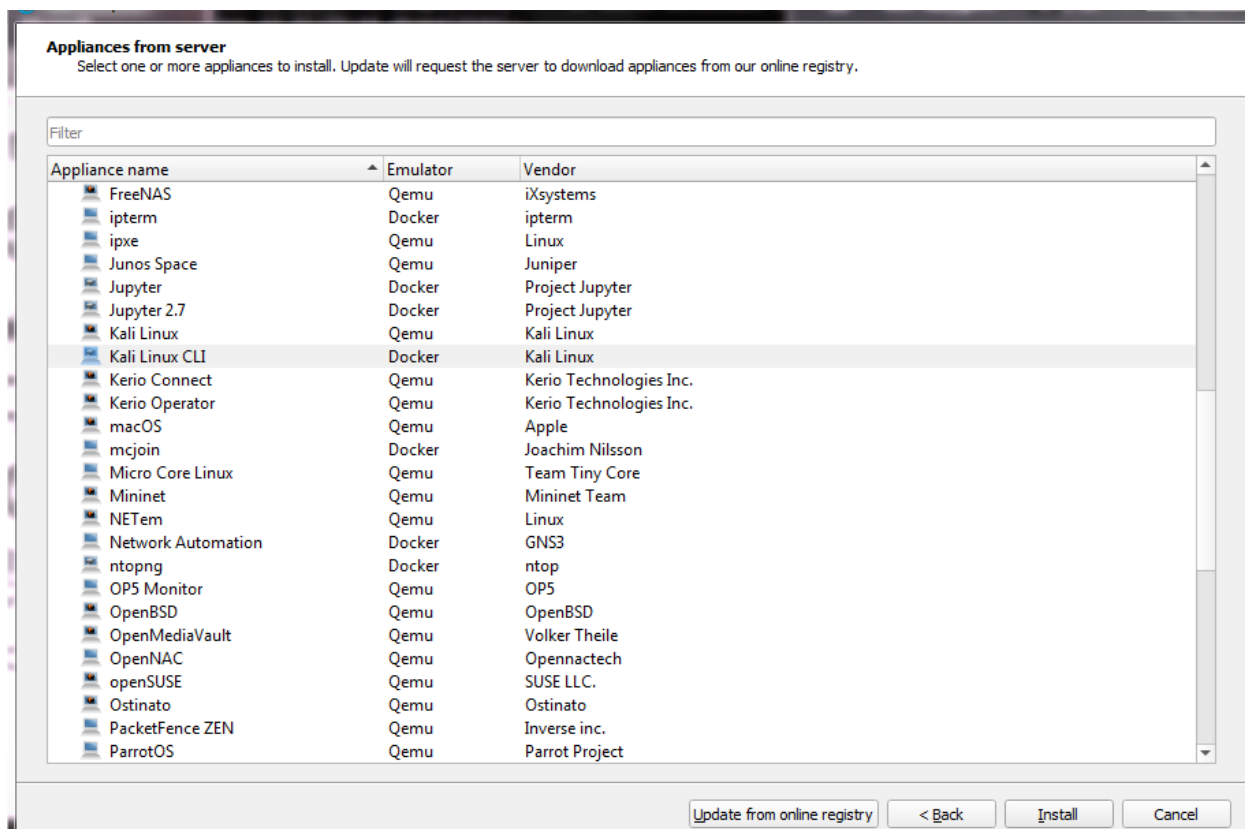 Appliances from server
Select one or more appliances to install. Update will request the server to download appliances from our online registry.
Filter
Appliance name Emulator Vendor
FreeNAS Qemu iXsystems
ipterm Docker ipterm
ipxe Qemu Linux
Junos Space Qemu Juniper
Jupyter Docker Project Jupyter
Jupyter 2.7 Docker Project Jupyter
Kali Linux Qemu Kali Linux
Kali Linux CLI Docker Kali Linux
Kerio Connect Qemu Kerio Technologies Inc.
Kerio Operator Qemu Kerio Technologies Inc.
macOS Qemu Apple
mcjoin Docker Joachim Nilsson
Micro Core Linux Qemu Team Tiny Core
Mininet Qemu Mininet Team
NETem Qemu Linux
Network Automation Docker GNS3
ntopng Docker ntop
OP5 Monitor Qemu OP5
OpenBSD Qemu OpenBSD
OpenMediaVault Qemu Volker Theile
OpenNAC Qemu Opennactech
openSUSE Qemu SUSE LLC.
Ostinato Qemu Ostinato
PacketFence ZEN Qemu Inverse inc.
ParrotOS Qemu Parrot Project
Update from online registry < Back Install Cancel